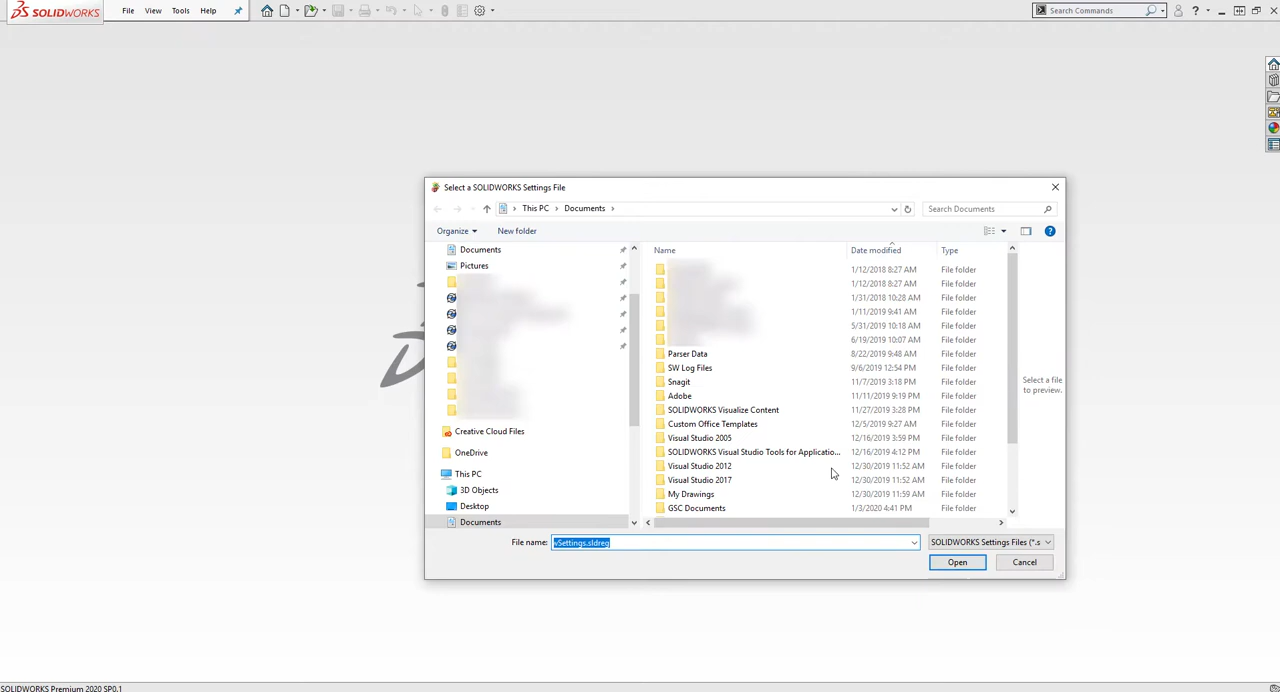 SOLIDWORKS
File View Tools Help
Search Commands
?
Select a SOLIDWORKS Settings File
This PC > Documents >
Search Documents
Organize
New folder
Name
Date modified
Type
Documents
Pictures
Creative Cloud Files
OneDrive
This PC
3D Objects
Desktop
Documents
1/12/2018 8:27 AM File folder
1/12/2018 8:27 AM File folder
1/31/2018 10:28 AM File folder
1/11/2019 9:41 AM File folder
5/31/2019 10:18 AM File folder
6/19/2019 10:07 AM File folder
Parser Data 8/22/2019 9:48 AM File folder
SW Log Files 9/6/2019 12:54 PM File folder
Snagit 11/7/2019 3:18 PM File folder
Adobe 11/11/2019 9:19 PM File folder
SOLIDWORKS Visualize Content 11/27/2019 3:28 PM File folder
Custom Office Templates 12/5/2019 9:27 AM File folder
Visual Studio 2005 12/16/2019 3:59 PM File folder
SOLIDWORKS Visual Studio Tools for Applicatio... 12/16/2019 4:12 PM File folder
Visual Studio 2012 12/30/2019 11:52 AM File folder
Visual Studio 2017 12/30/2019 11:52 AM File folder
My Drawings 12/30/2019 11:59 AM File folder
GSC Documents 1/3/2020 4:41 PM File folder
Select a file to preview.
File name: wSettings.sldreg
SOLIDWORKS Settings Files (*.s
Open
Cancel
SOLIDWORKS Premium 2020 SP0.1